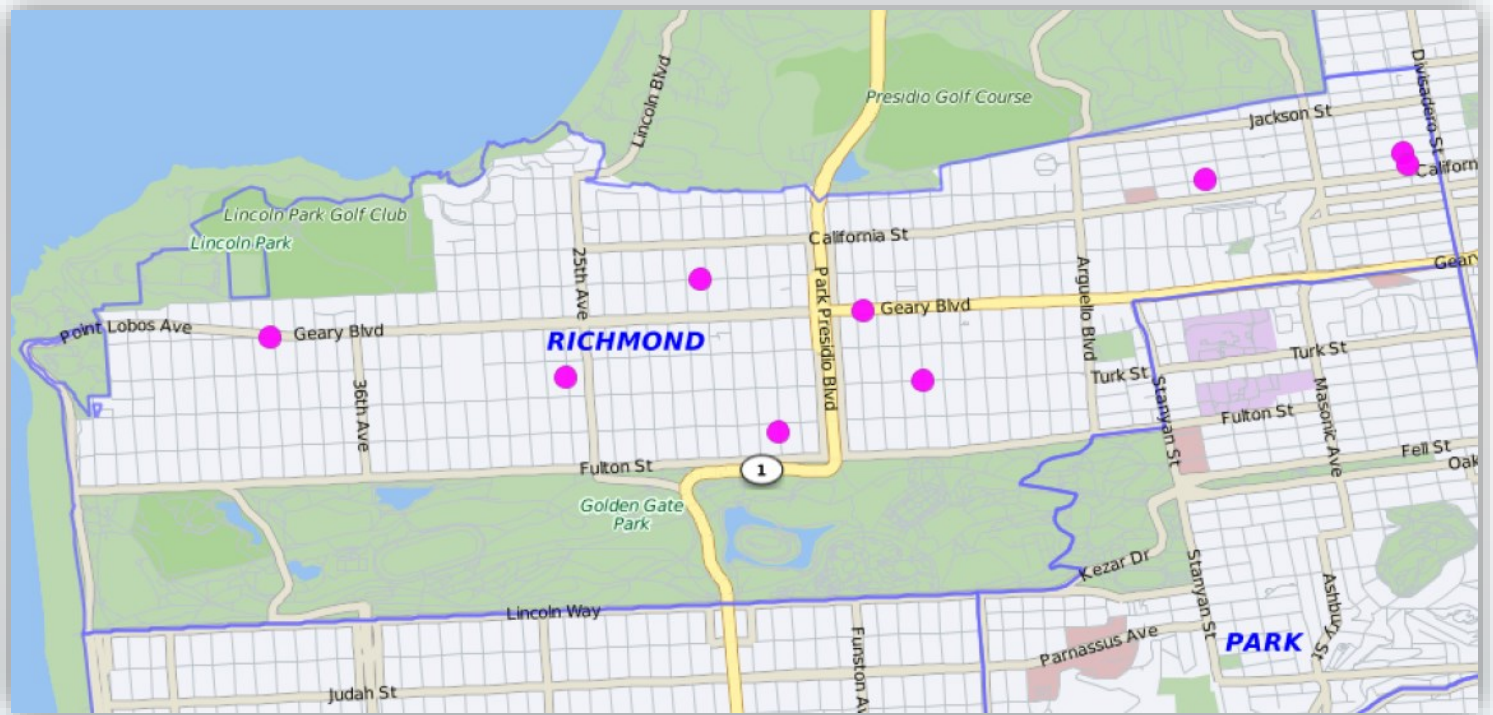 Lincoln Blvd
Divisadero St
Presidio Golf Course
Jackson St
Californ
Lincoln Park Golf Club
Lincoln Park
California St
25th Ave
Park Presidio Blvd
Arguello Blvd
Geary
Point Lobos Ave
Geary Blvd
Geary Blvd
RICHMOND
Turk St
Turk St
36th Ave
Stanyan St
Masonic Ave
Fulton St
Fell St
Oak
Fulton St
1
Golden Gate
Park
Kezar Dr
Stanyan St
Ashbury St
Lincoln Way
Funston Av
Parnassus Ave
PARK
Judah St